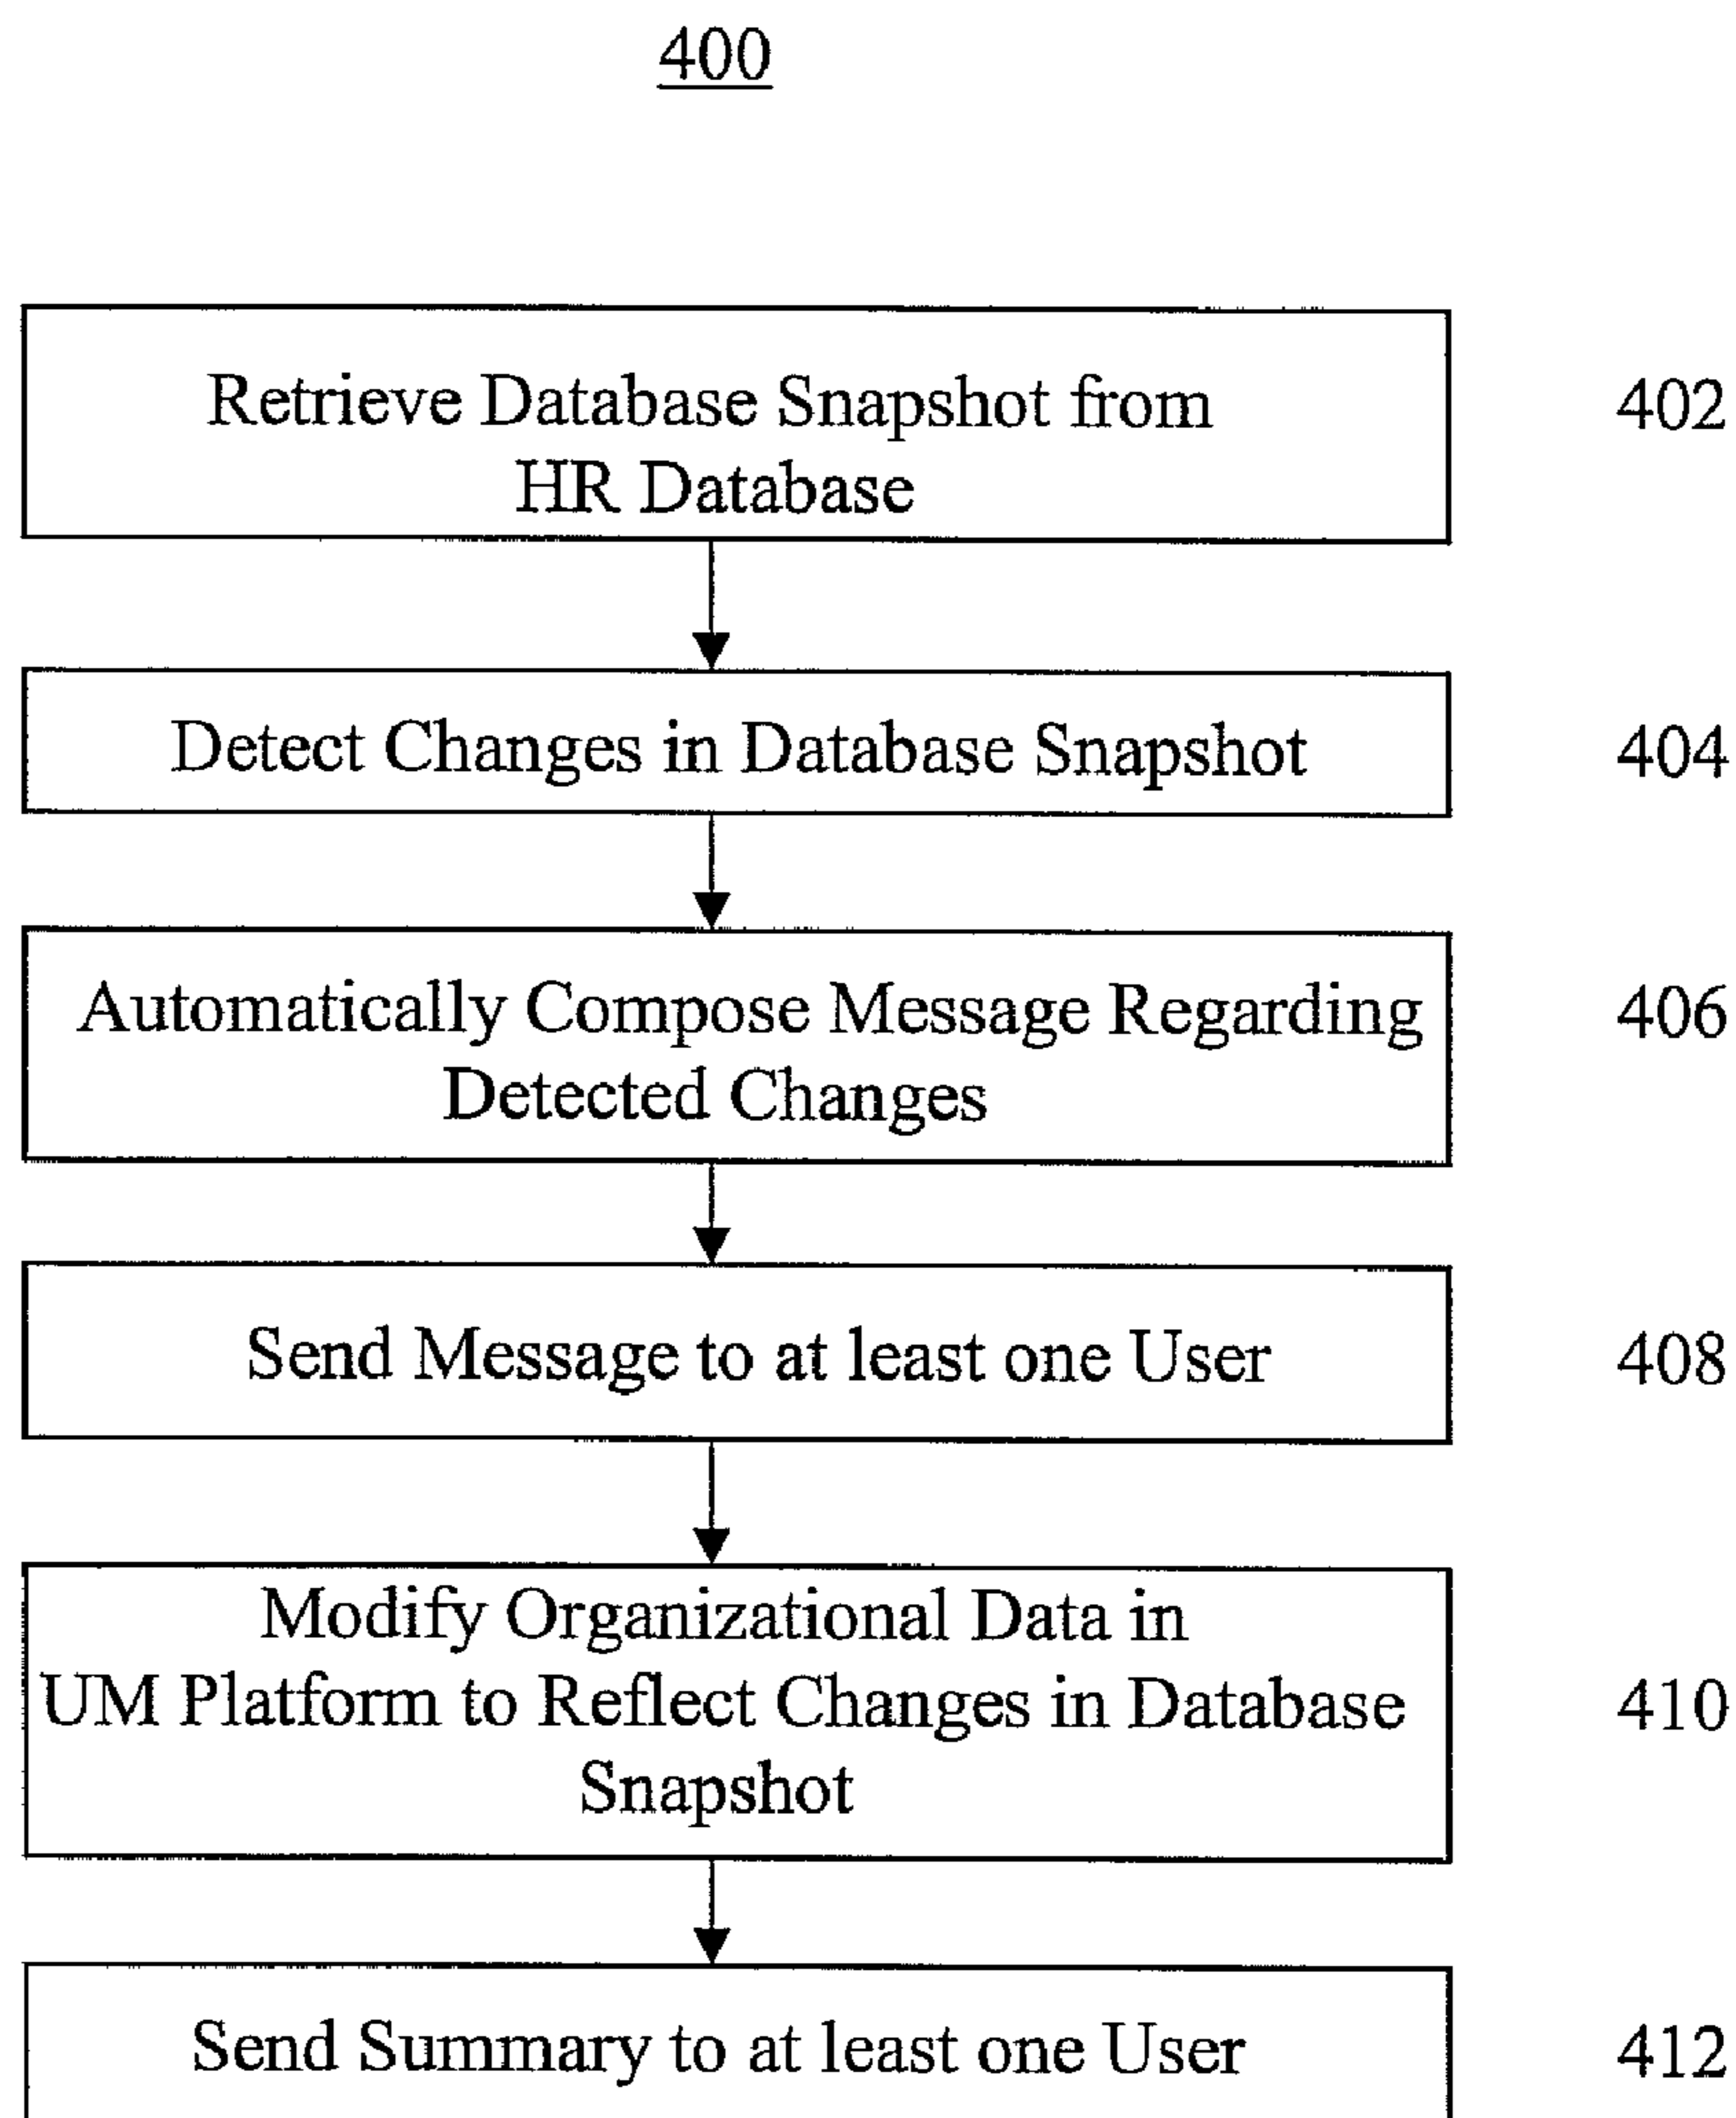 400
Retrieve Database Snapshot from
HR Database
402
Detect Changes in Database Snapshot
404
Automatically Compose Message Regarding
Detected Changes
406
Send Message to at least one User
408
Modify Organizational Data in
UM Platform to Reflect Changes in Database
Snapshot
410
Send Summary to at least one User
412